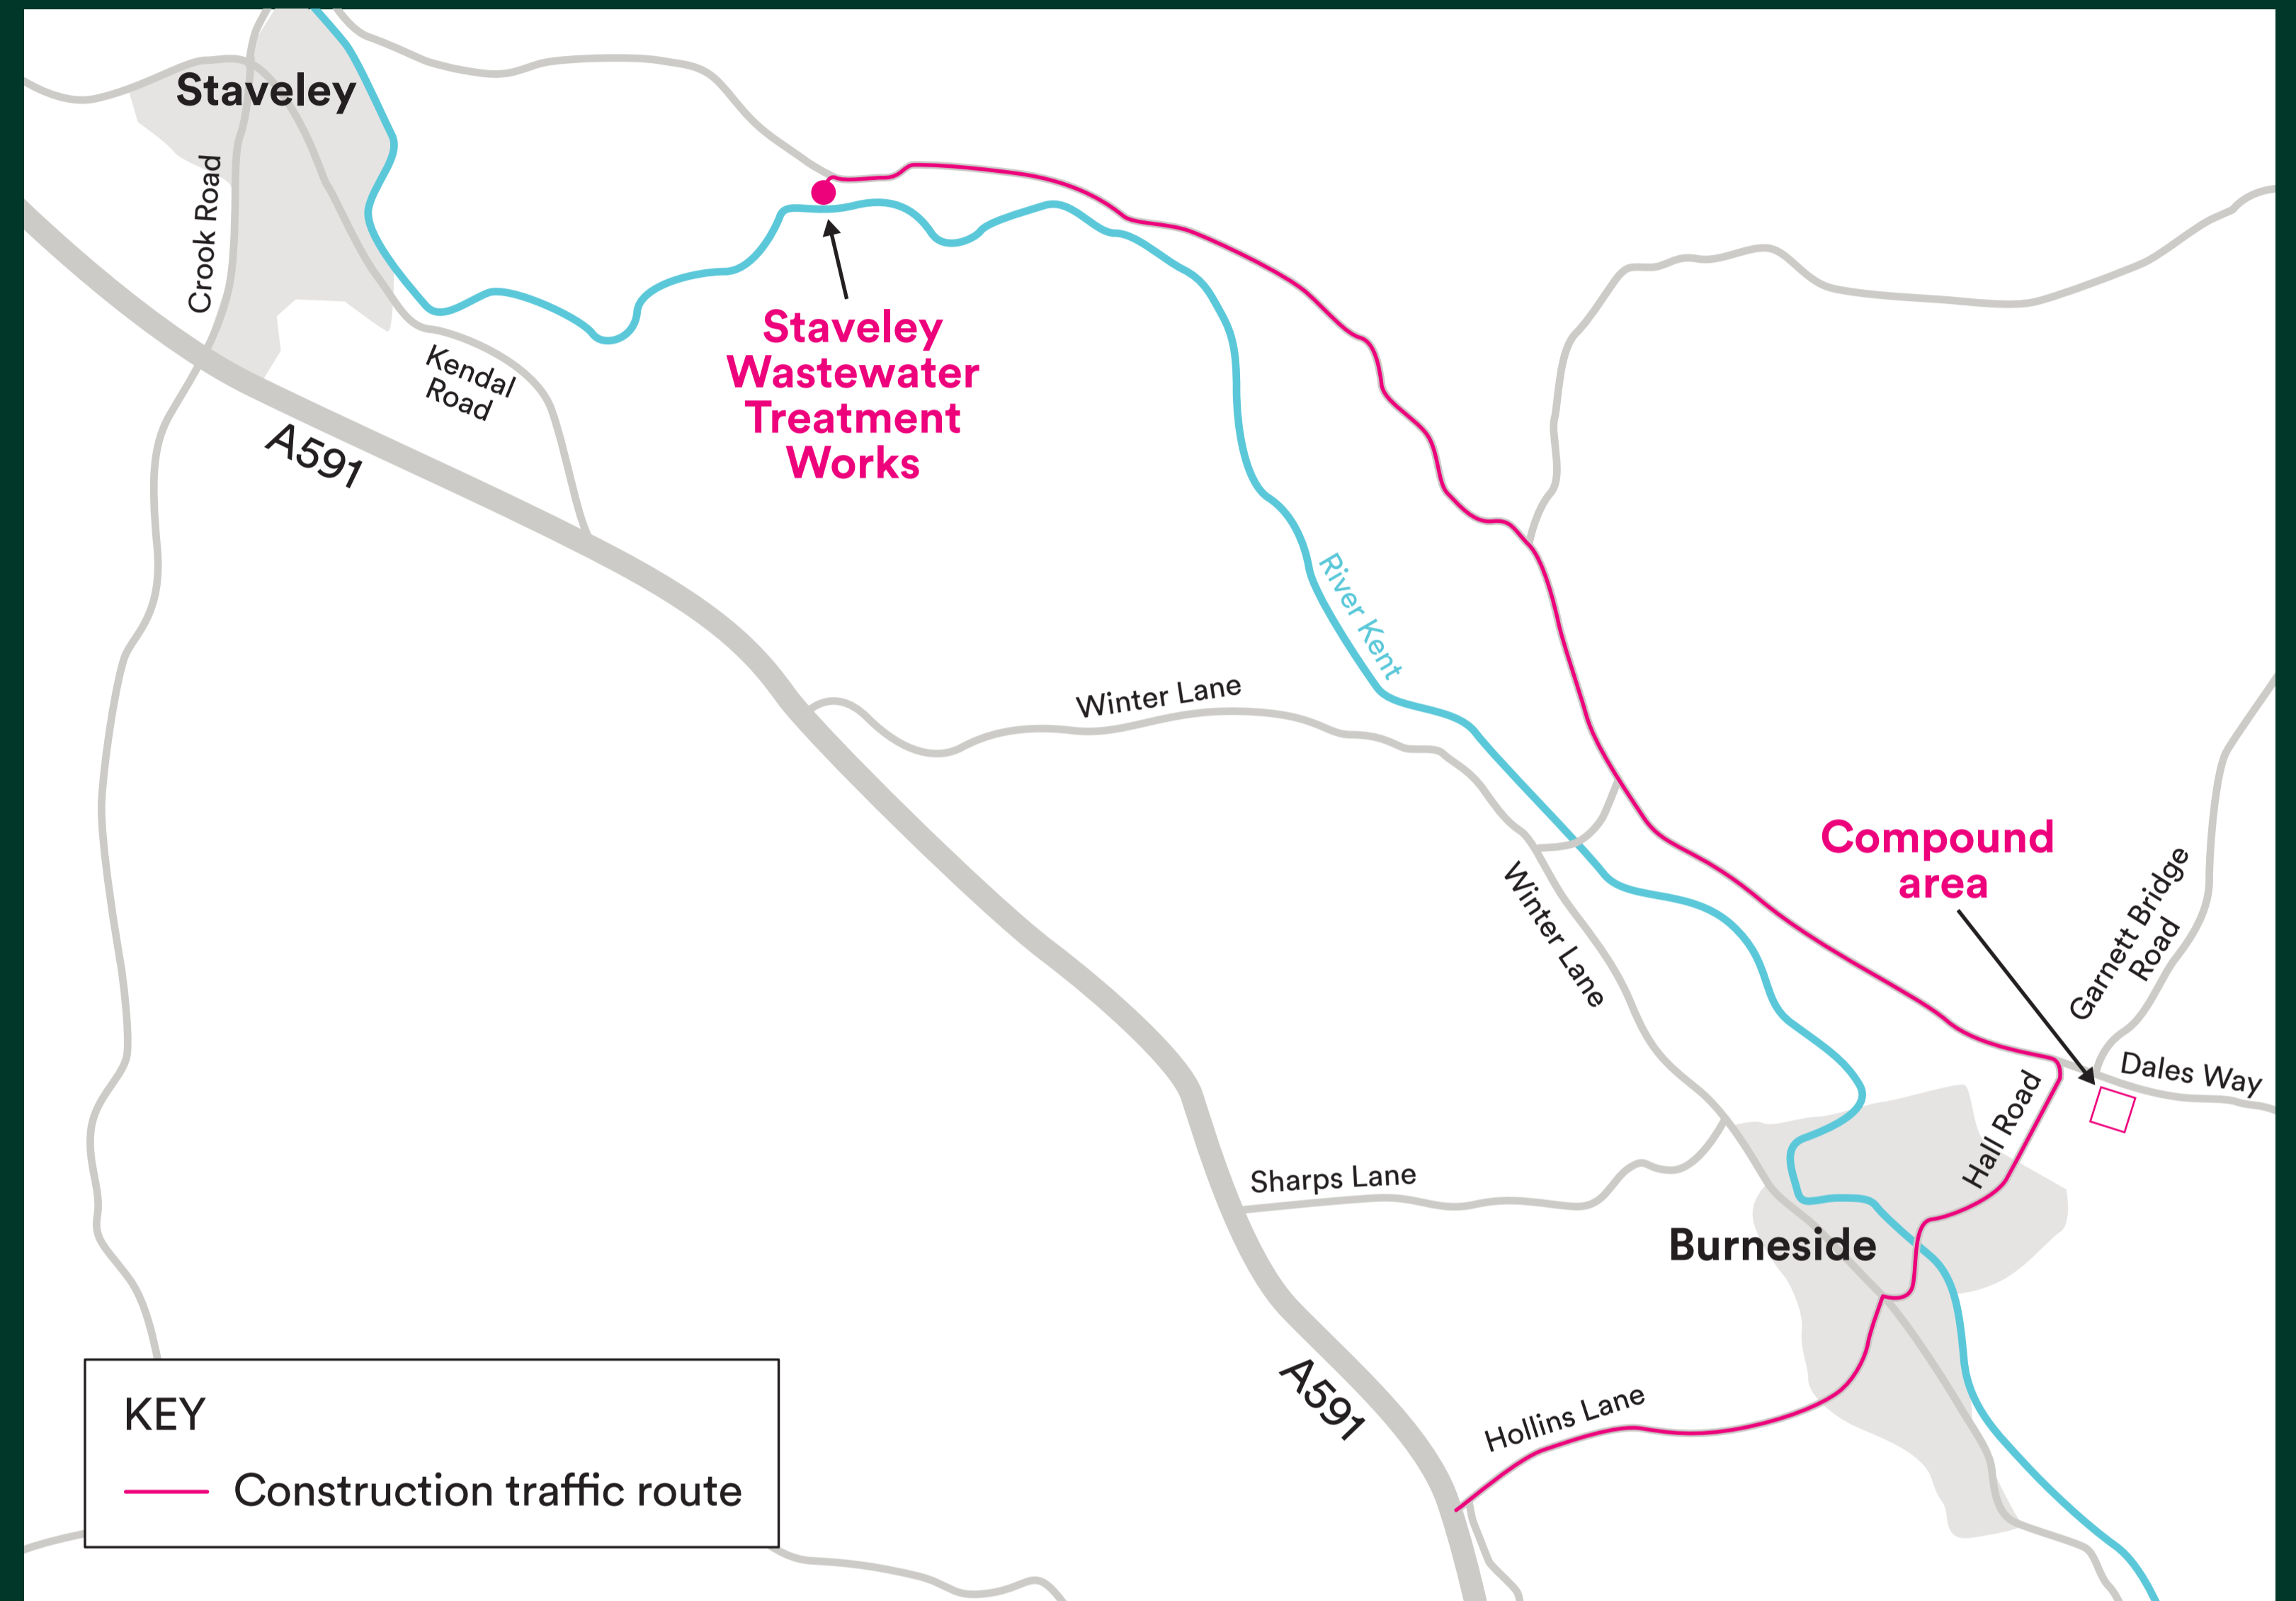 Staveley
Crook Road
Kendal
Road
A591
Staveley
Wastewater
Treatment
Works
River Kent
Winter Lane
Compound
area
Winter Lane
Garnett Bridge
Road
Dales Way
Hall Road
Sharps Lane
Burneside
A591
Hollins Lane
KEY
Construction traffic route